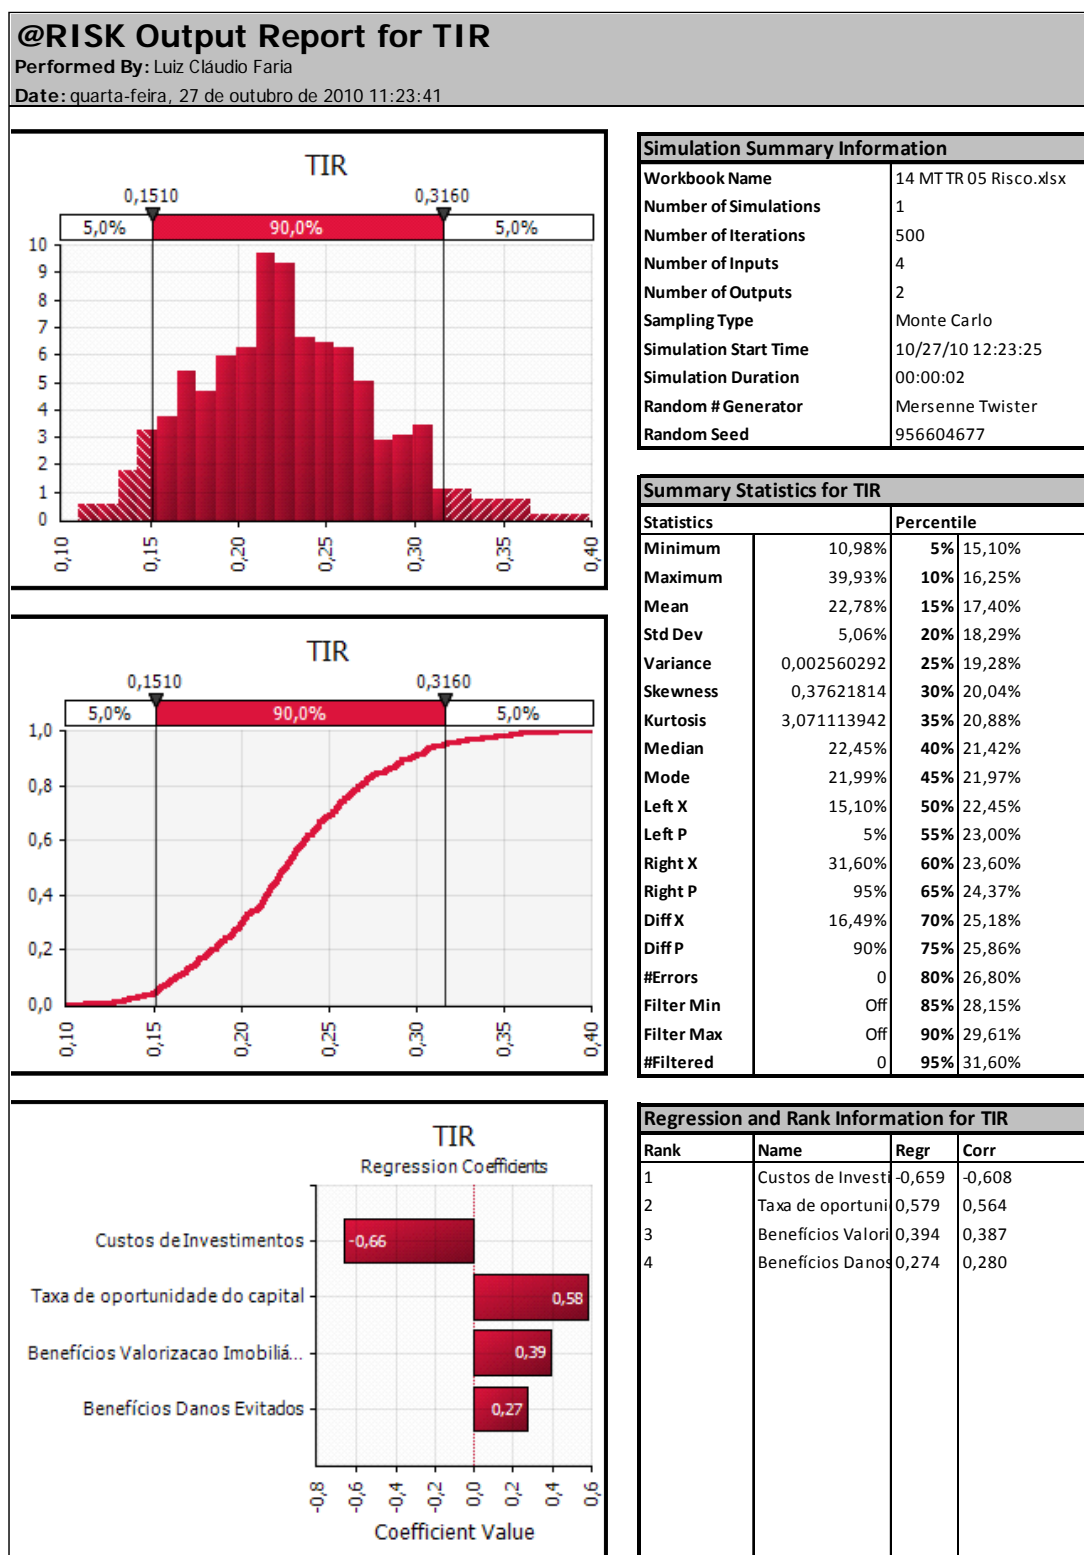 @RISK Output Report for TIR
Performed By: Luiz Cláudio Faria
Date: quarta-feira, 27 de outubro de 2010 11:23:41
TIR
0,1510 0,3160
5,0% 90,0% 5,0%
10
9
8
7
6
5
4
3
2
1
0
0,10 0,15 0,20 0,25 0,30 0,35 0,40
Simulation Summary Information
Workbook Name 14 MT TR 05 Risco.xlsx
Number of Simulations 1
Number of Iterations 500
Number of Inputs 4
Number of Outputs 2
Sampling Type Monte Carlo
Simulation Start Time 10/27/10 12:23:25
Simulation Duration 00:00:02
Random # Generator Mersenne Twister
Random Seed 956604677
TIR
0,1510 0,3160
5,0% 90,0% 5,0%
1,0
0,8
0,6
0,4
0,2
0,0
0,10 0,15 0,20 0,25 0,30 0,35 0,40
Summary Statistics for TIR
Statistics Percentile
Minimum 10,98% 5% 15,10%
Maximum 39,93% 10% 16,25%
Mean 22,78% 15% 17,40%
Std Dev 5,06% 20% 18,29%
Variance 0,002560292 25% 19,28%
Skewness 0,37621814 30% 20,04%
Kurtosis 3,071113942 35% 20,88%
Median 22,45% 40% 21,42%
Mode 21,99% 45% 21,97%
Left X 15,10% 50% 22,45%
Left P 5% 55% 23,00%
Right X 31,60% 60% 23,60%
Right P 95% 65% 24,37%
Diff X 16,49% 70% 25,18%
Diff P 90% 75% 25,86%
#Errors 0 80% 26,80%
Filter Min Off 85% 28,15%
Filter Max Off 90% 29,61%
#Filtered 0 95% 31,60%
TIR
Regression Coefficients
Custos de Investimentos -0,66
Taxa de oportunidade do capital 0,58
Benefícios Valorizacao Imobiliá... 0,39
Benefícios Danos Evitados 0,27
-0,8 -0,6 -0,4 -0,2 0,0 0,2 0,4 0,6
Coefficient Value
Regression and Rank Information for TIR
Rank Name Regr Corr
1 Custos de Investi -0,659 -0,608
2 Taxa de oportuni 0,579 0,564
3 Benefícios Valori 0,394 0,387
4 Benefícios Danos 0,274 0,280